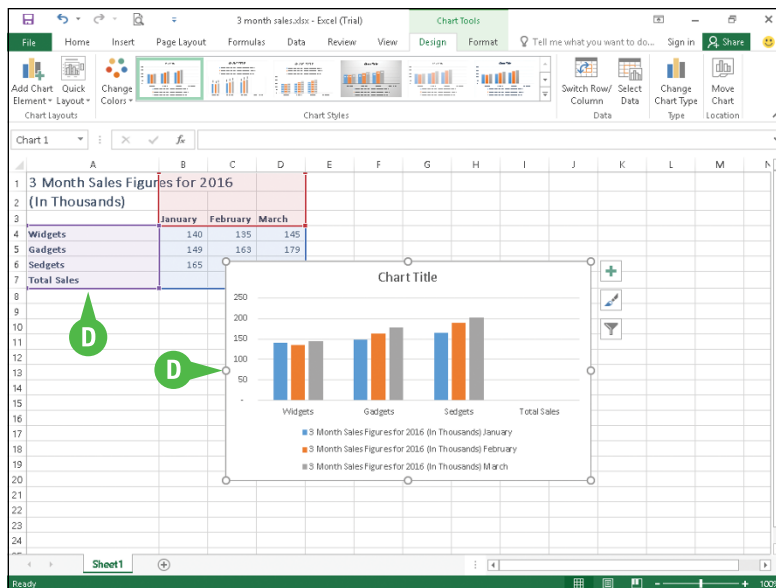 3 month sales.xlsx - Excel (Trial)
Chart Tools
File Home Insert Page Layout Formulas Data Review View Design Format Tell me what you want to do... Sign in Share
Add Chart Element Quick Layout Change Colors Switch Row/ Column Select Data Change Chart Type Move Chart
Chart Layouts Chart Styles Data Type Location
Chart 1 fx
A B C D E F G H I J K L M N
1 3 Month Sales Figures for 2016
2 (In Thousands)
3 January February March
4 Widgets 140 135 145
5 Gadgets 149 163 179
6 Sedgets 165
7 Total Sales
8
9
10
11
12
13
14
15
16
17
18
19
20
21
22
23
24
D
D
Chart Title
250
200
150
100
50
-
Widgets Gadgets Sedgets Total Sales
3 Month Sales Figures for 2016 (In Thousands) January
3 Month Sales Figures for 2016 (In Thousands) February
3 Month Sales Figures for 2016 (In Thousands) March
Sheet1
Ready 100%